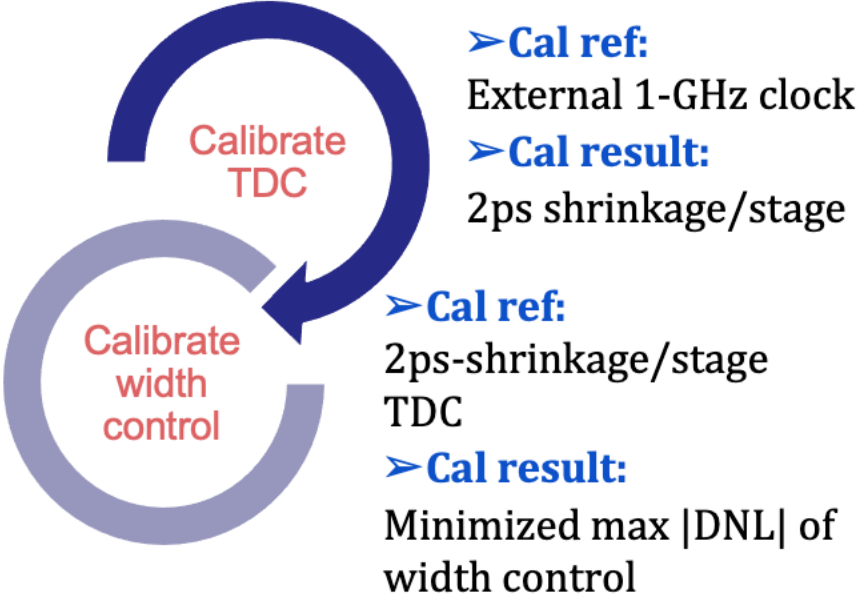 Calibrate
TDC
➢Cal ref:
External 1-GHz clock
➢Cal result:
2ps shrinkage/stage
Calibrate
width
control
➢Cal ref:
2ps-shrinkage/stage
TDC
➢Cal result:
Minimized max |DNL| of
width control